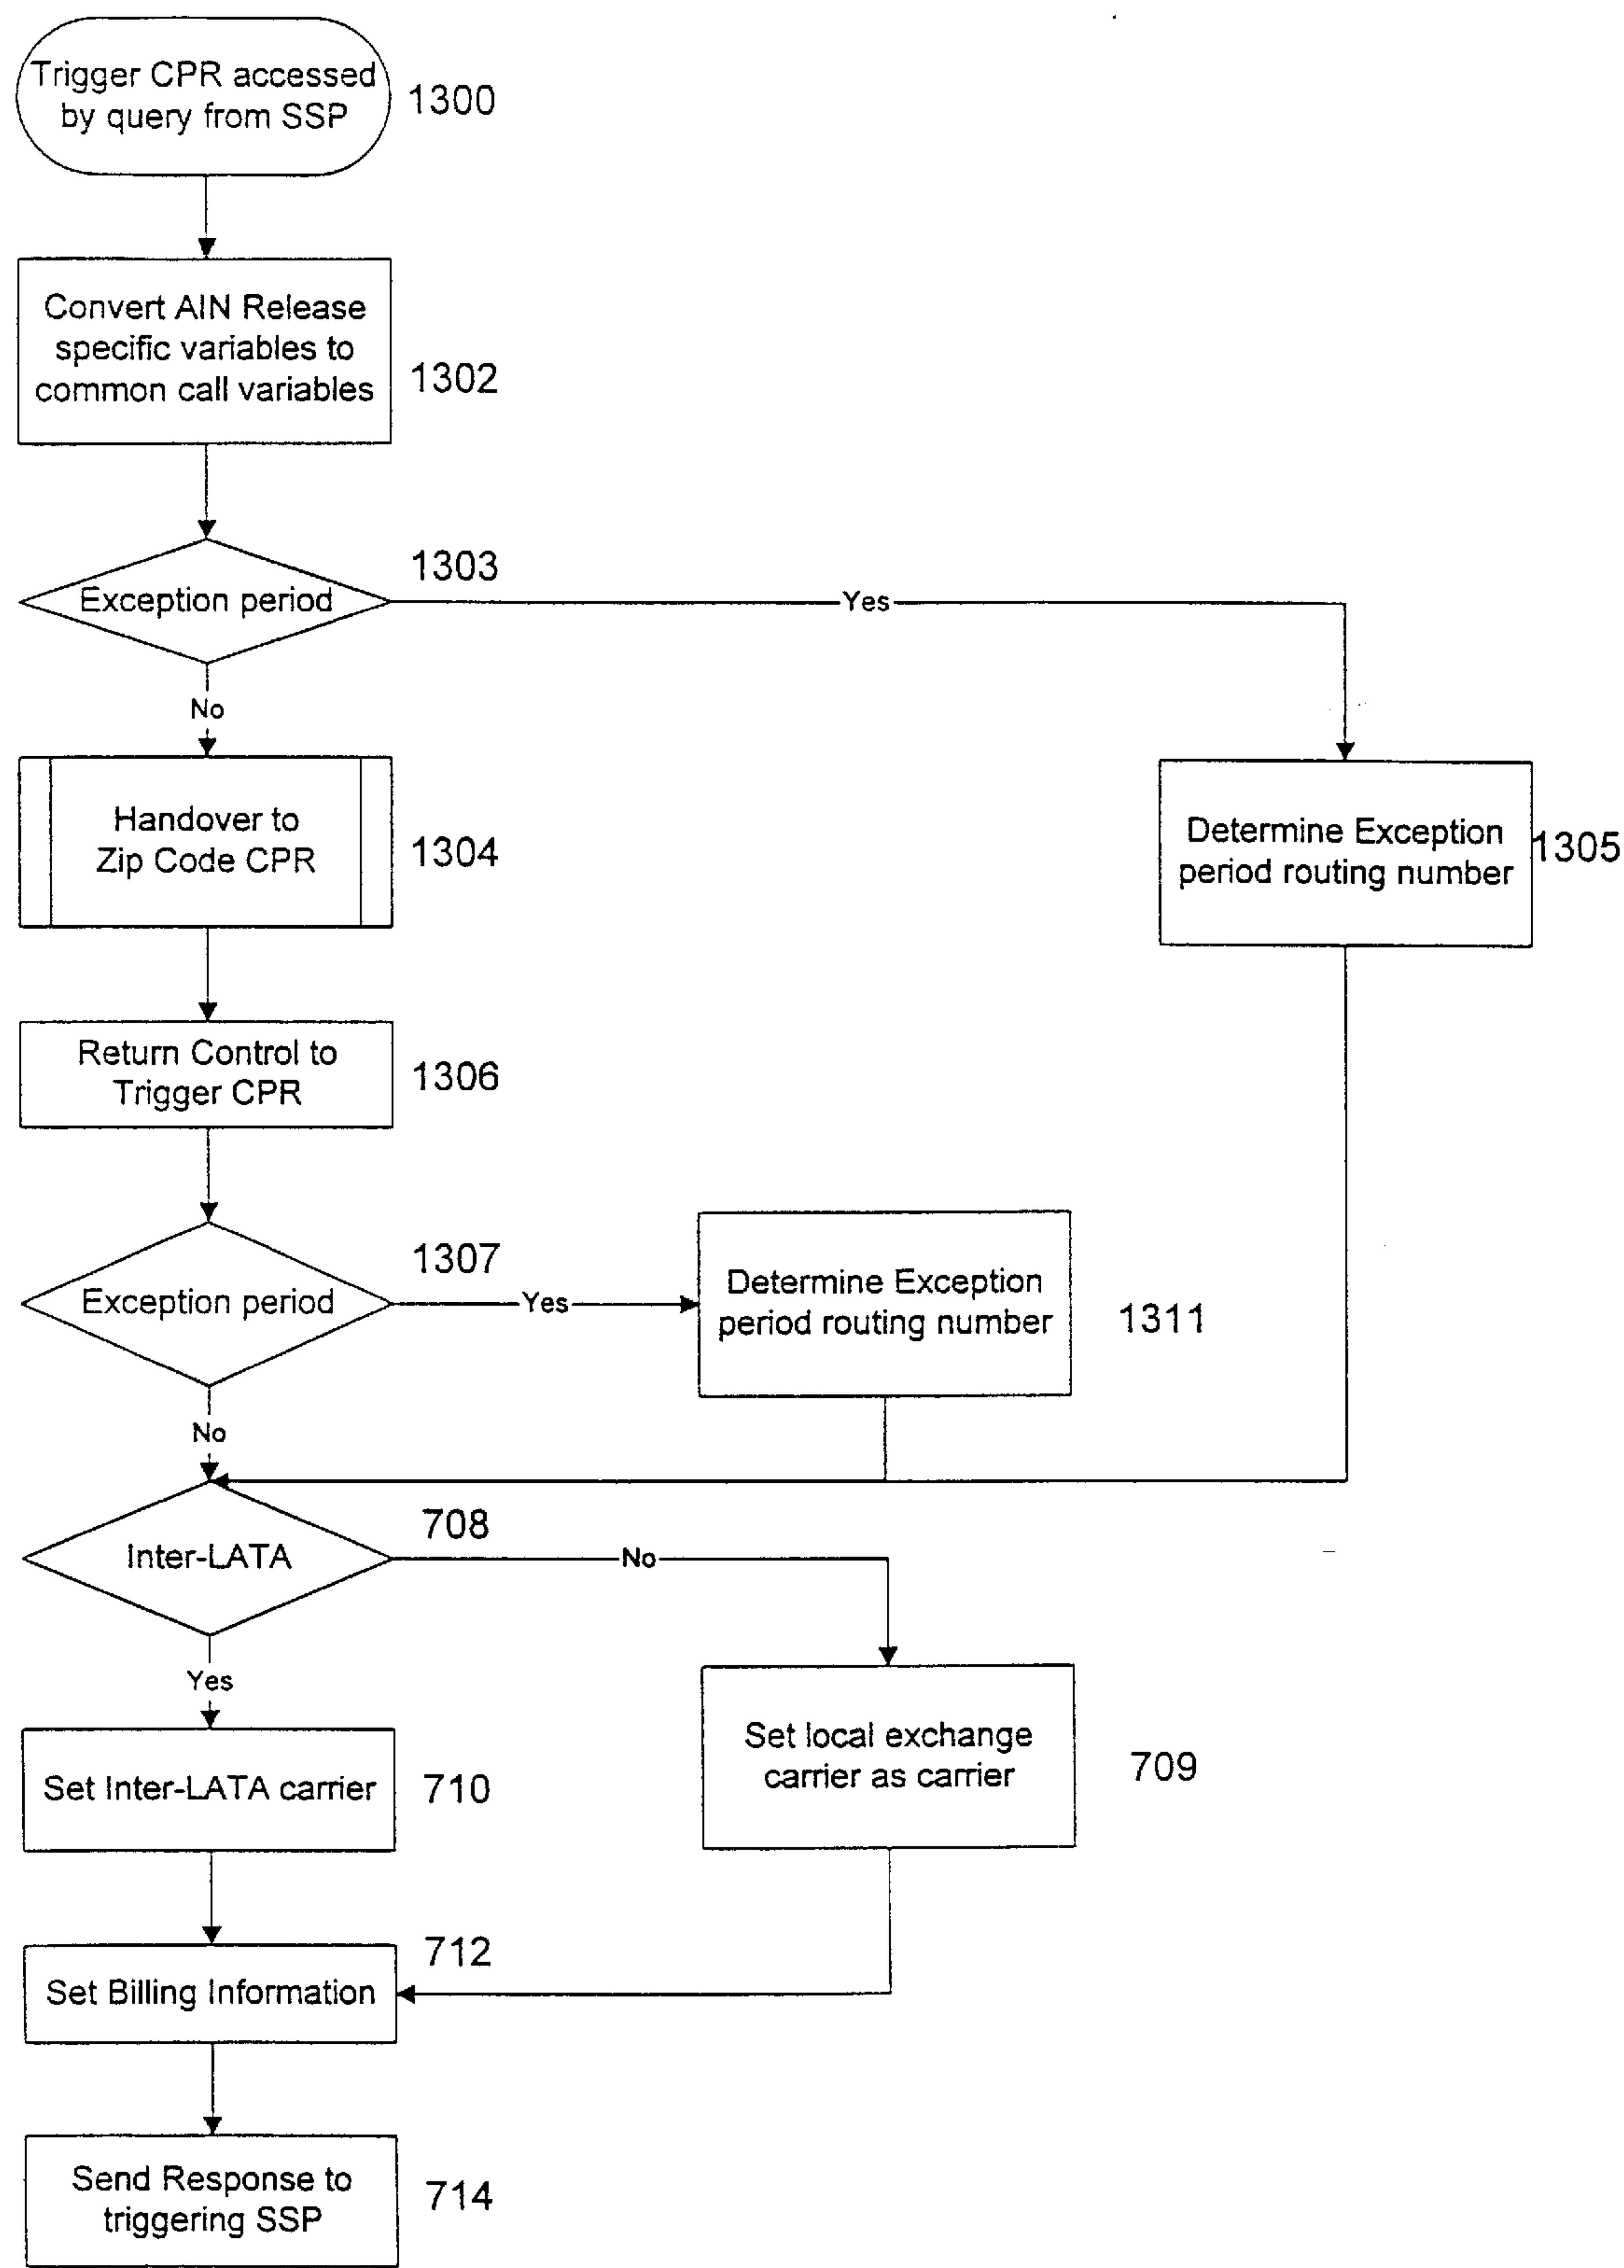 Trigger CPR accessed
by query from SSP
1300
Convert AIN Release
specific variables to
common call variables
1302
Exception period
1303
Yes
No
Handover to
Zip Code CPR
1304
Determine Exception
period routing number
1305
Return Control to
Trigger CPR
1306
Exception period
1307
Yes
Determine Exception
period routing number
1311
No
Inter-LATA
708
No
Yes
Set Inter-LATA carrier
710
Set local exchange
carrier as carrier
709
Set Billing Information
712
Send Response to
triggering SSP
714